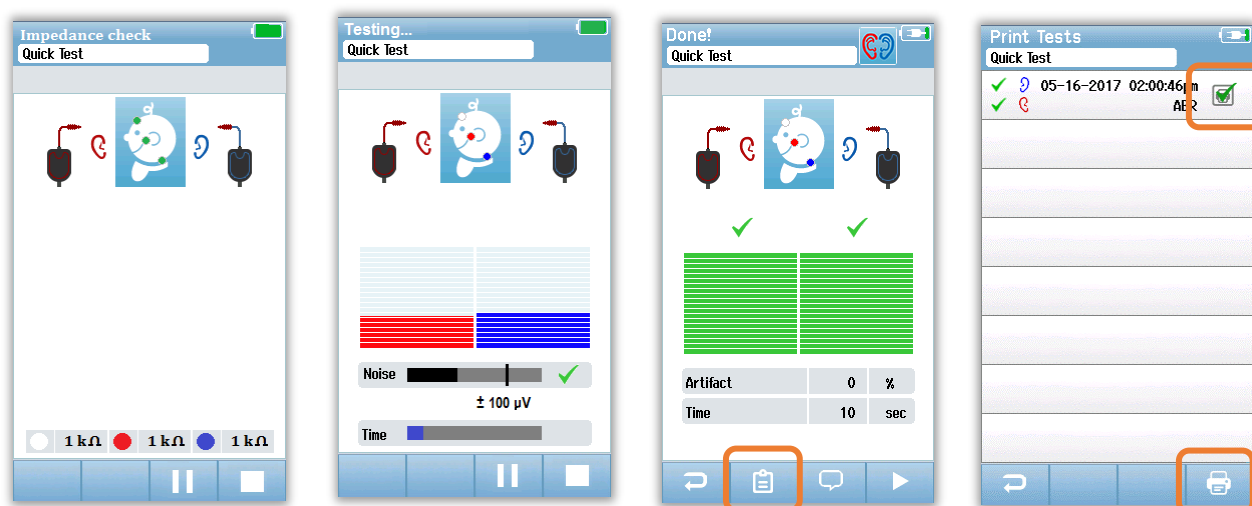 Impedance check
Quick Test
1 kΩ 1 kΩ 1 kΩ
Testing...
Quick Test
Noise
± 100 µV
Time
Done!
Quick Test
Artifact 0 %
Time 10 sec
Print Tests
Quick Test
05-16-2017 02:00:46pm
ABR